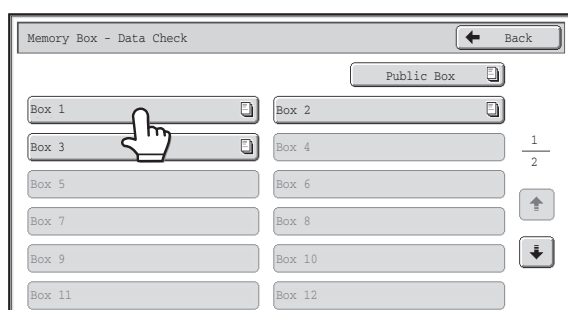 Memory Box - Data Check
Back
Public Box
Box 1
Box 2
Box 3
Box 4
1
2
Box 5
Box 6
Box 7
Box 8
Box 9
Box 10
Box 11
Box 12